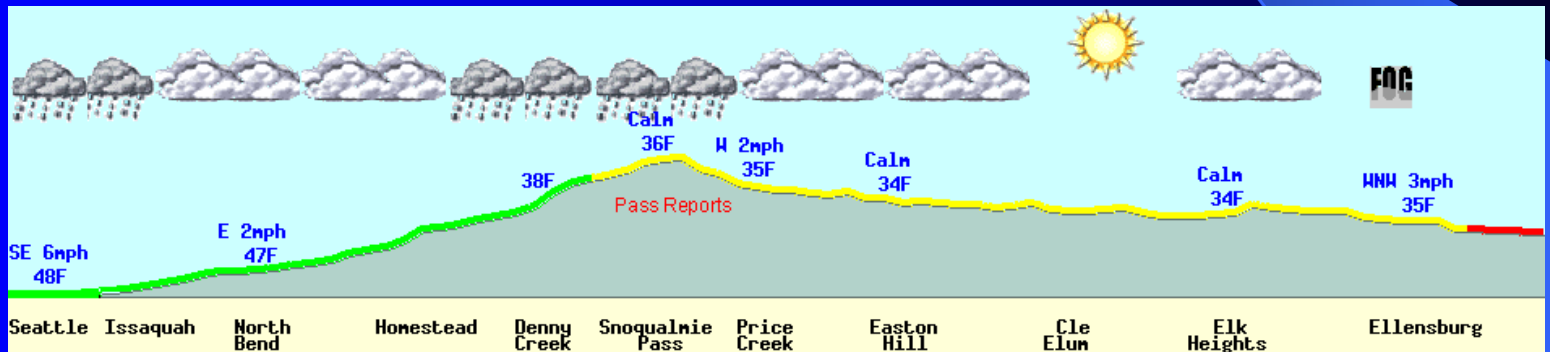 FOG
Calm
36F
W 2mph
35F
Calm
34F
Calm
34F
WNW 3mph
35F
38F
Pass Reports
E 2mph
47F
SE 6mph
48F
Seattle
Issaquah
North
Bend
Homestead
Denny
Creek
Snoqualmie
Pass
Price
Creek
Easton
Hill
Cle
Elum
Elk
Heights
Ellensburg